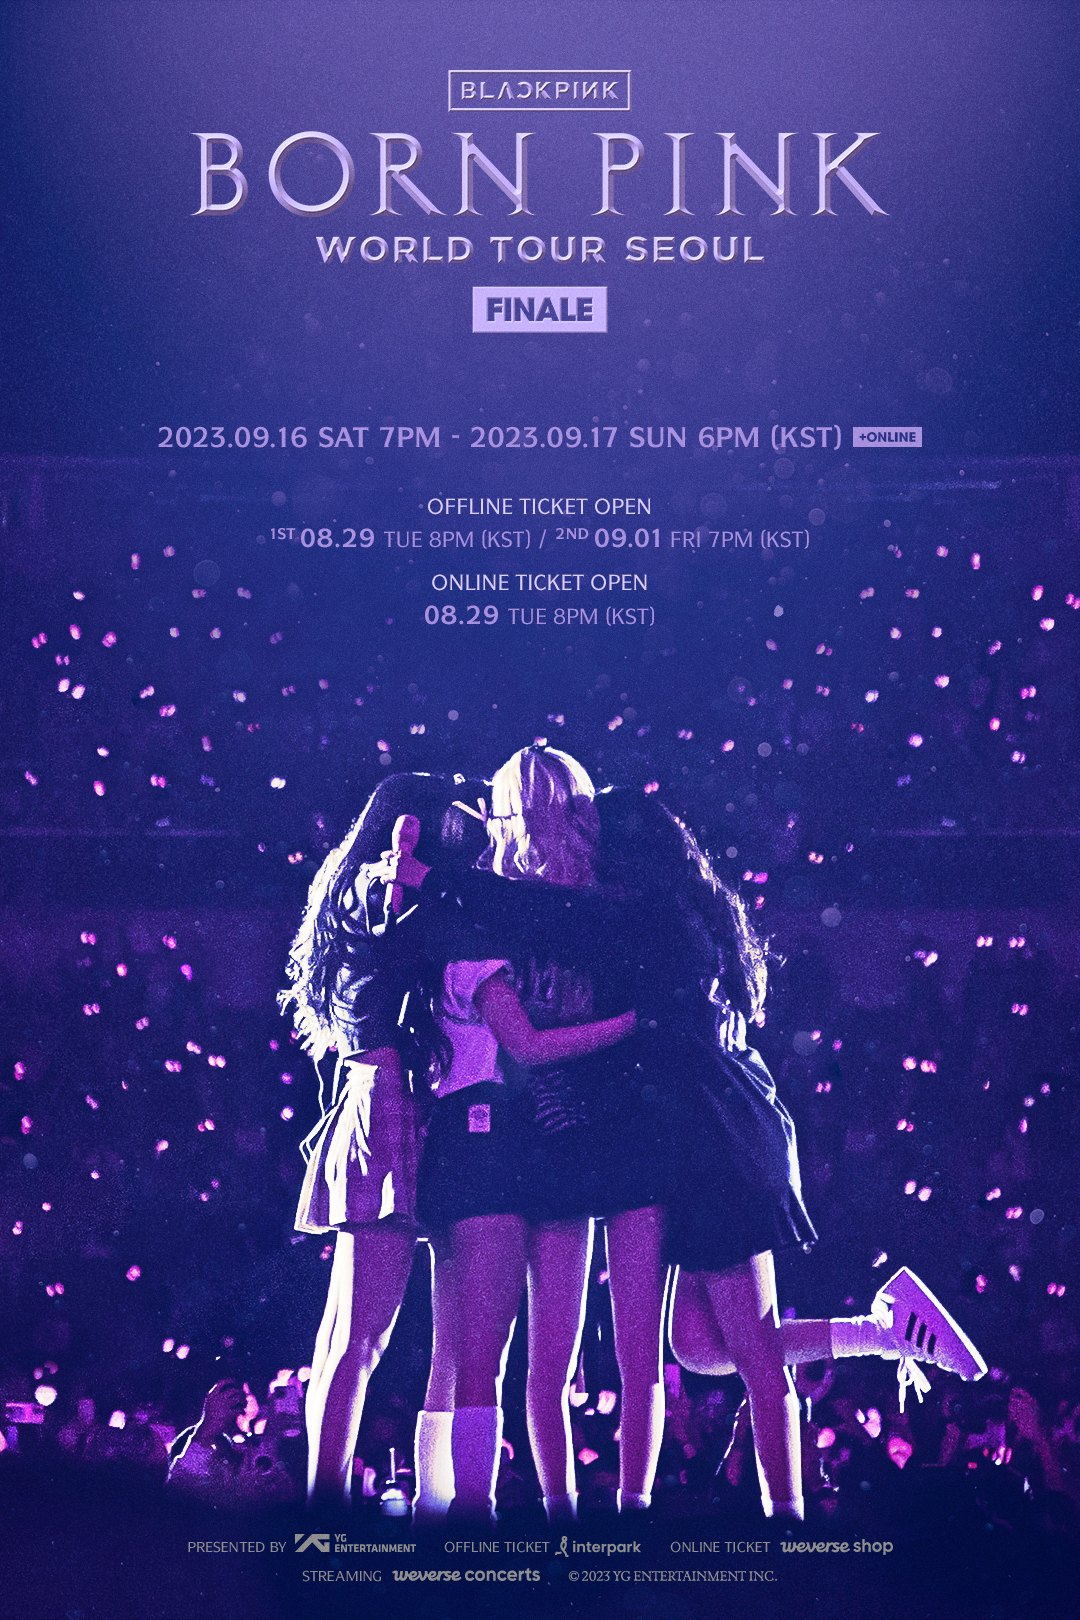 BLACKPINK
BORN PINK
WORLD TOUR SEOUL
FINALE
2023.09.16 SAT 7PM - 2023.09.17 SUN 6PM (KST) +ONLINE
OFFLINE TICKET OPEN
1ST 08.29 TUE 8PM (KST) / 2ND 09.01 FRI 7PM (KST)
ONLINE TICKET OPEN
08.29 TUE 8PM (KST)
PRESENTED BY YG ENTERTAINMENT OFFLINE TICKET interpark ONLINE TICKET weverse shop
STREAMING weverse concerts © 2023 YG ENTERTAINMENT INC.